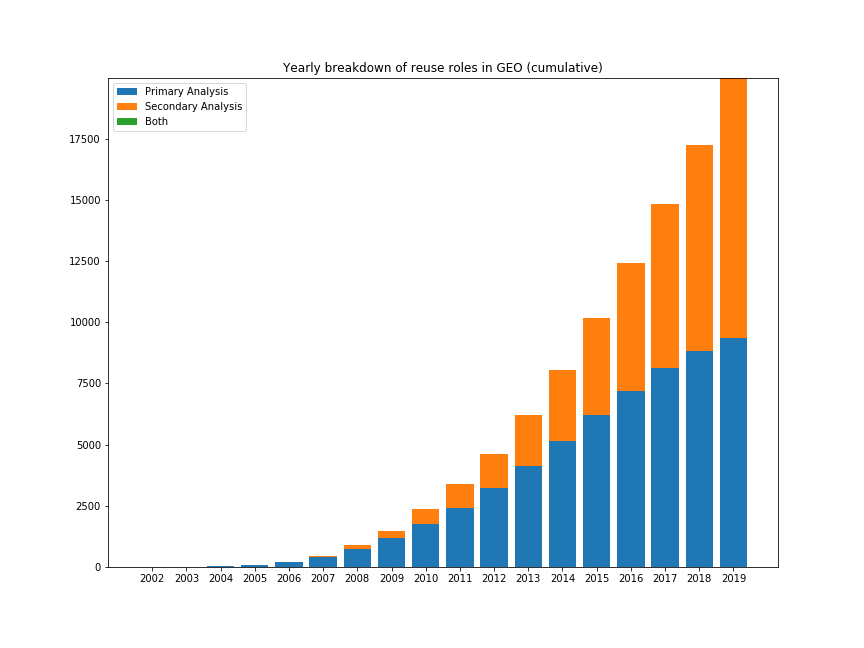 Yearly breakdown of reuse roles in GEO (cumulative)
Primary Analysis
Secondary Analysis
Both
17500
15000
12500
10000
7500
5000
2500
0
2002 2003 2004 2005 2006 2007 2008 2009 2010 2011 2012 2013 2014 2015 2016 2017 2018 2019